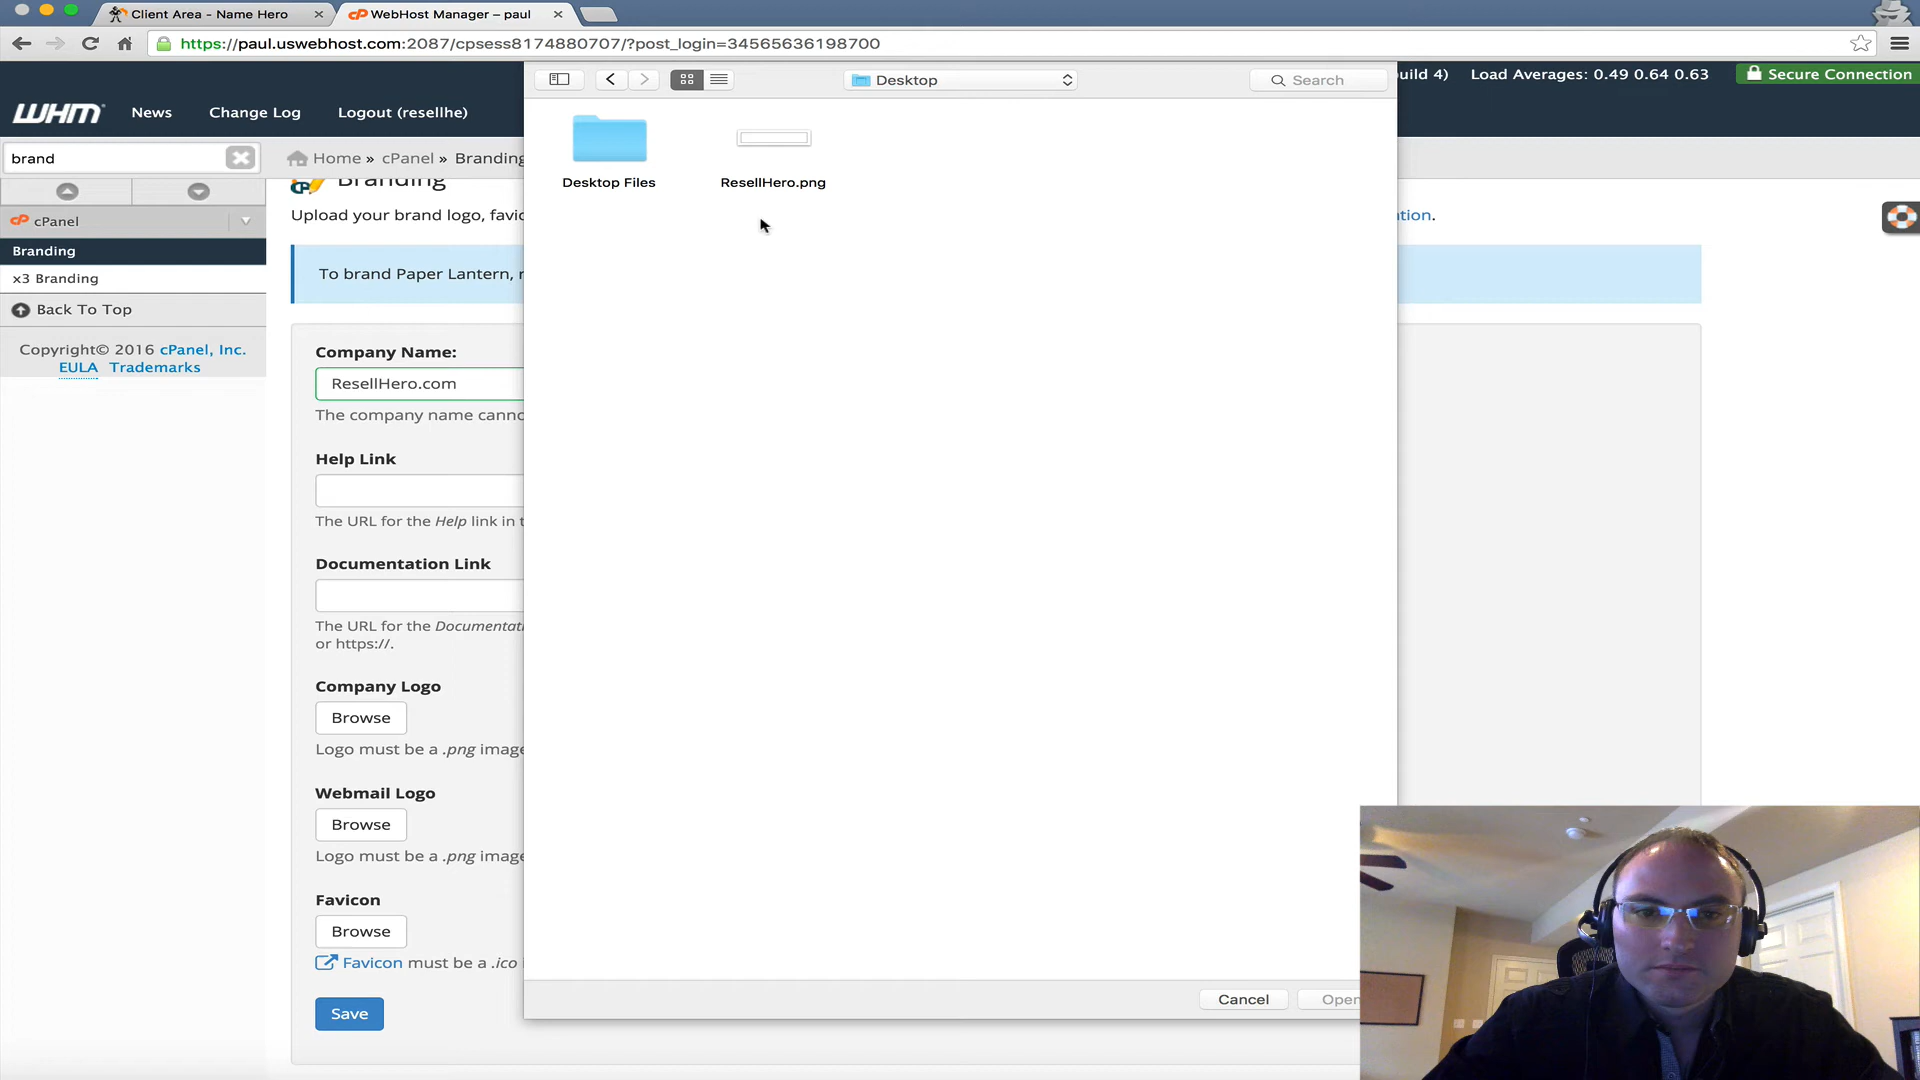 Client Area - Name Hero
WebHost Manager – paul
https://paul.uswebhost.com:2087/cpsess8174880707/?post_login=34565636198700
Desktop
Search
uild 4)
Load Averages: 0.49 0.64 0.63
Secure Connection
WHM
News
Change Log
Logout (resellhe)
brand
Home » cPanel » Branding
cPanel
Branding
x3 Branding
Back To Top
Copyright© 2016 cPanel, Inc.
EULA Trademarks
Desktop Files
ResellHero.png
Branding
Upload your brand logo, favic
tion.
To brand Paper Lantern, r
Company Name:
ResellHero.com
The company name canno
Help Link
The URL for the Help link in t
Documentation Link
The URL for the Documentati
or https://.
Company Logo
Browse
Logo must be a .png image
Webmail Logo
Browse
Logo must be a .png image
Favicon
Browse
Favicon must be a .ico i
Save
Cancel
Open